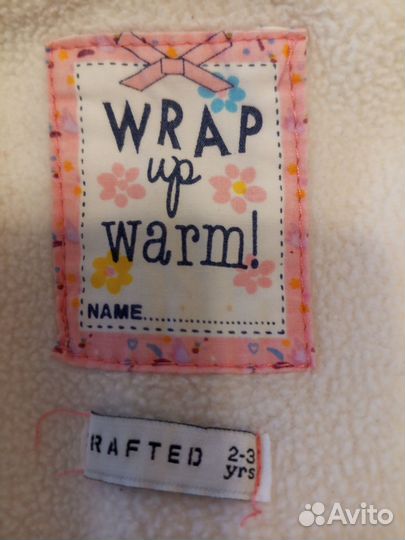 WRAP
up
warm!
NAME......................
RAFTED 2-3
yrs
Avito